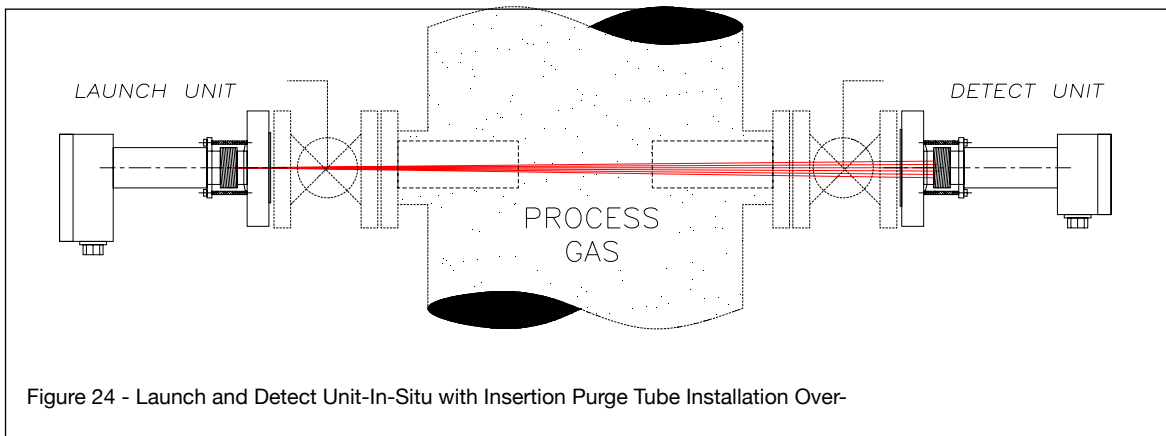 LAUNCH UNIT
DETECT UNIT
PROCESS
GAS
Figure 24 - Launch and Detect Unit-In-Situ with Insertion Purge Tube Installation Over-